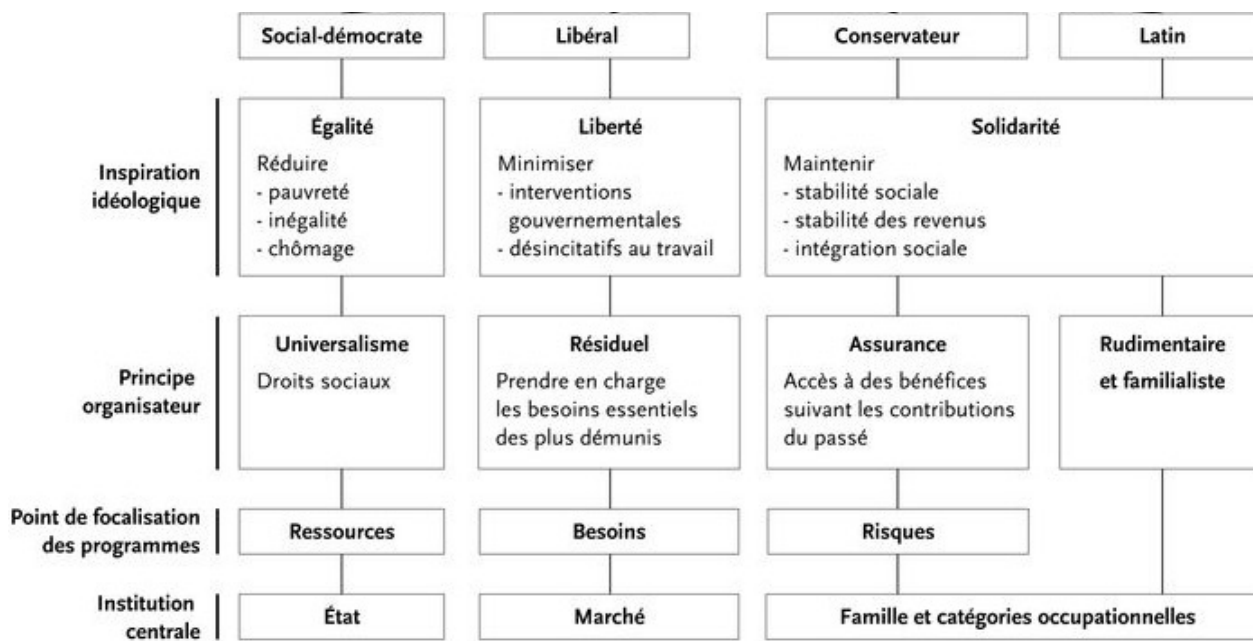 Social-démocrate
Libéral
Conservateur
Latin
Inspiration
idéologique
Égalité
Réduire
- pauvreté
- inégalité
- chômage
Liberté
Minimiser
- interventions
gouvernementales
- désincitatifs au travail
Solidarité
Maintenir
- stabilité sociale
- stabilité des revenus
- intégration sociale
Principe
organisateur
Universalisme
Droits sociaux
Résiduel
Prendre en charge
les besoins essentiels
des plus démunis
Assurance
Accès à des bénéfices
suivant les contributions
du passé
Rudimentaire
et familialiste
Point de focalisation
des programmes
Ressources
Besoins
Risques
Institution
centrale
État
Marché
Famille et catégories occupationnelles